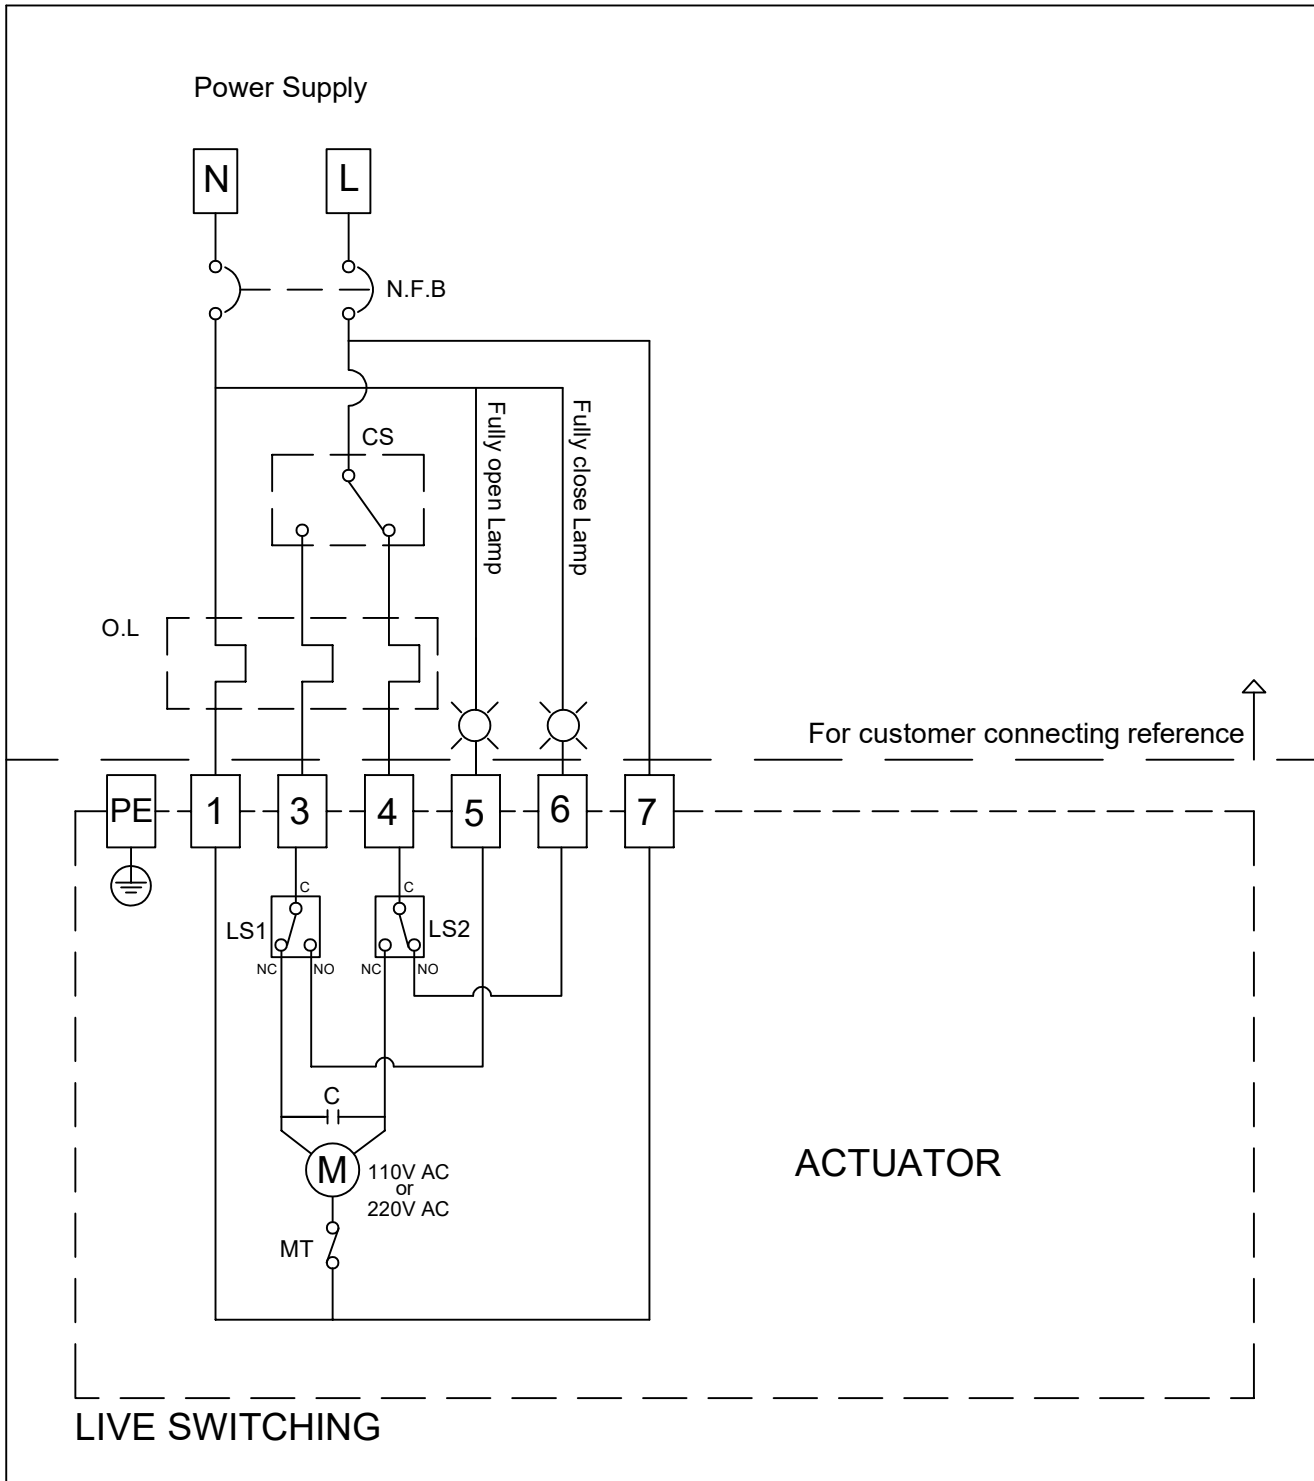 Power Supply
N
L
N.F.B
CS
Fully open Lamp
Fully close Lamp
O.L
For customer connecting reference
PE
1
3
4
5
6
7
C
C
LS1
LS2
NC
NO
NC
NO
C
M
110V AC
or
220V AC
ACTUATOR
MT
LIVE SWITCHING